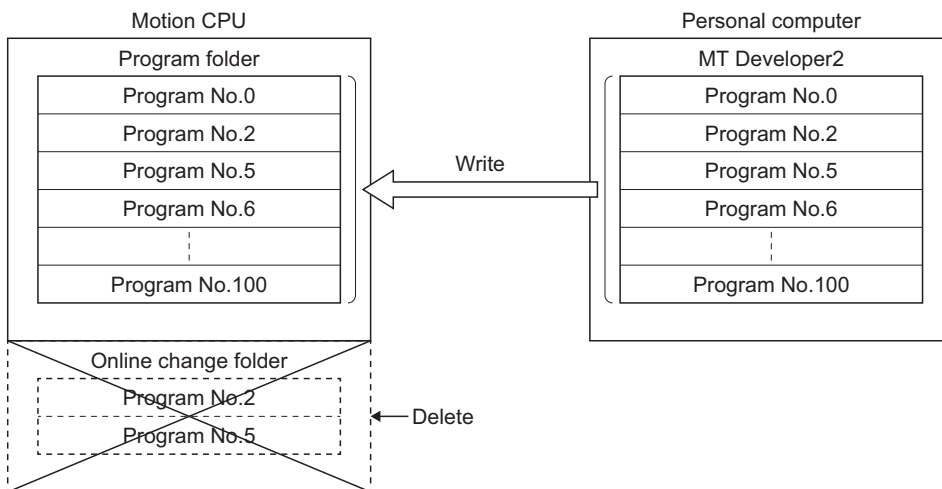 Motion CPU
Program folder
Program No.0
Program No.2
Program No.5
Program No.6
Program No.100
Online change folder
Program No.2
Program No.5
Write
Delete
Personal computer
MT Developer2
Program No.0
Program No.2
Program No.5
Program No.6
Program No.100